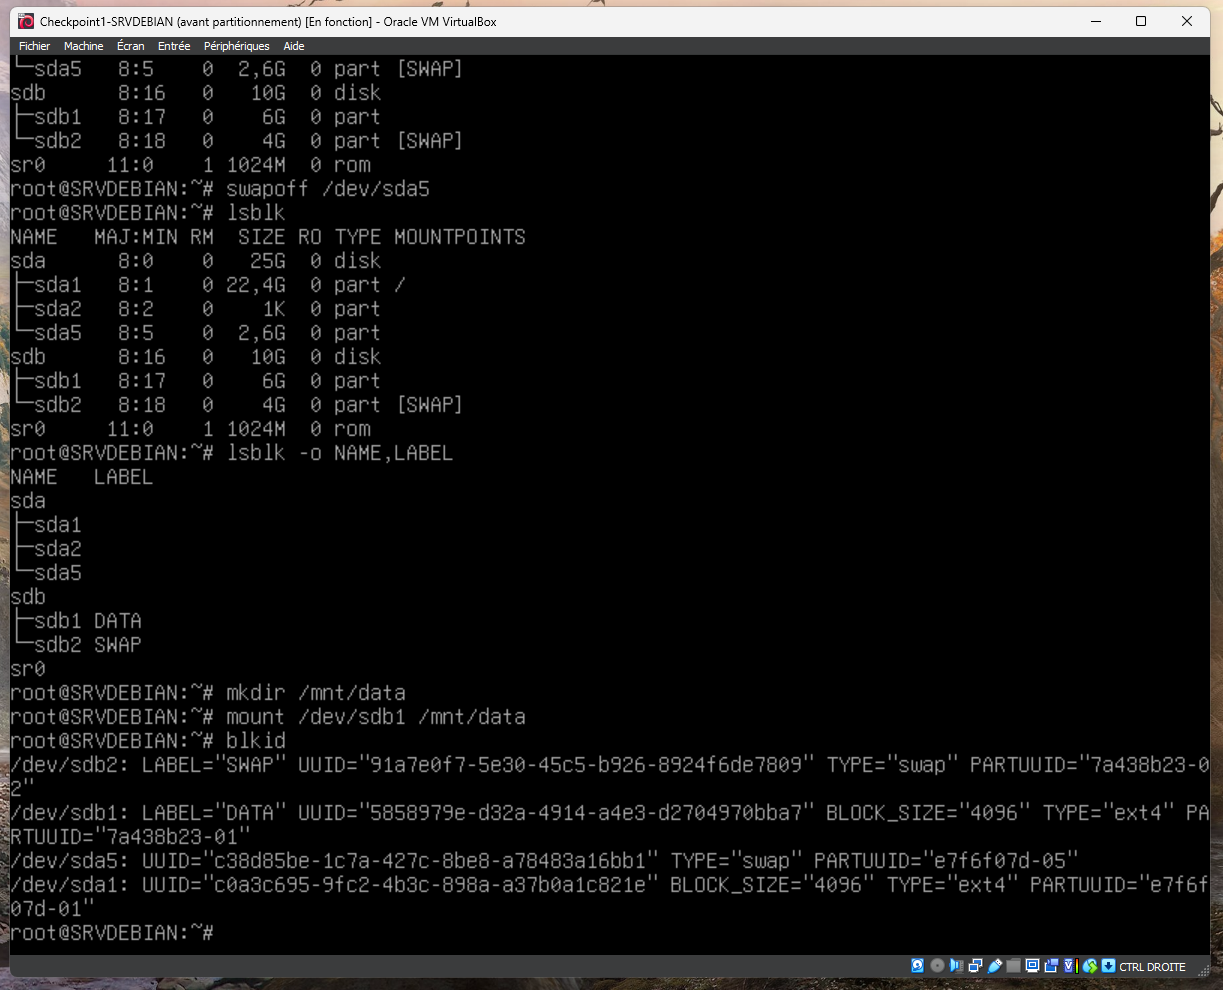 Checkpoint1-SRVDEBIAN (avant partitionnement) [En fonction] - Oracle VM VirtualBox
Fichier Machine Écran Entrée Périphériques Aide
└─sda5   8:5    0  2,6G  0 part [SWAP]
sdb      8:16   0   10G  0 disk
├─sdb1   8:17   0    6G  0 part
└─sdb2   8:18   0    4G  0 part [SWAP]
sr0     11:0    1 1024M  0 rom
root@SRVDEBIAN:~# swapoff /dev/sda5
root@SRVDEBIAN:~# lsblk
NAME   MAJ:MIN RM  SIZE RO TYPE MOUNTPOINTS
sda      8:0    0   25G  0 disk
├─sda1   8:1    0 22,4G  0 part /
├─sda2   8:2    0    1K  0 part
└─sda5   8:5    0  2,6G  0 part
sdb      8:16   0   10G  0 disk
├─sdb1   8:17   0    6G  0 part
└─sdb2   8:18   0    4G  0 part [SWAP]
sr0     11:0    1 1024M  0 rom
root@SRVDEBIAN:~# lsblk -o NAME,LABEL
NAME   LABEL
sda
├─sda1
├─sda2
└─sda5
sdb
├─sdb1 DATA
└─sdb2 SWAP
sr0
root@SRVDEBIAN:~# mkdir /mnt/data
root@SRVDEBIAN:~# mount /dev/sdb1 /mnt/data
root@SRVDEBIAN:~# blkid
/dev/sdb2: LABEL="SWAP" UUID="91a7e0f7-5e30-45c5-b926-8924f6de7809" TYPE="swap" PARTUUID="7a438b23-0
2"
/dev/sdb1: LABEL="DATA" UUID="5858979e-d32a-4914-a4e3-d2704970bba7" BLOCK_SIZE="4096" TYPE="ext4" PA
RTUUID="7a438b23-01"
/dev/sda5: UUID="c38d85be-1c7a-427c-8be8-a78483a16bb1" TYPE="swap" PARTUUID="e7f6f07d-05"
/dev/sda1: UUID="c0a3c695-9fc2-4b3c-898a-a37b0a1c821e" BLOCK_SIZE="4096" TYPE="ext4" PARTUUID="e7f6f
07d-01"
root@SRVDEBIAN:~#
CTRL DROITE